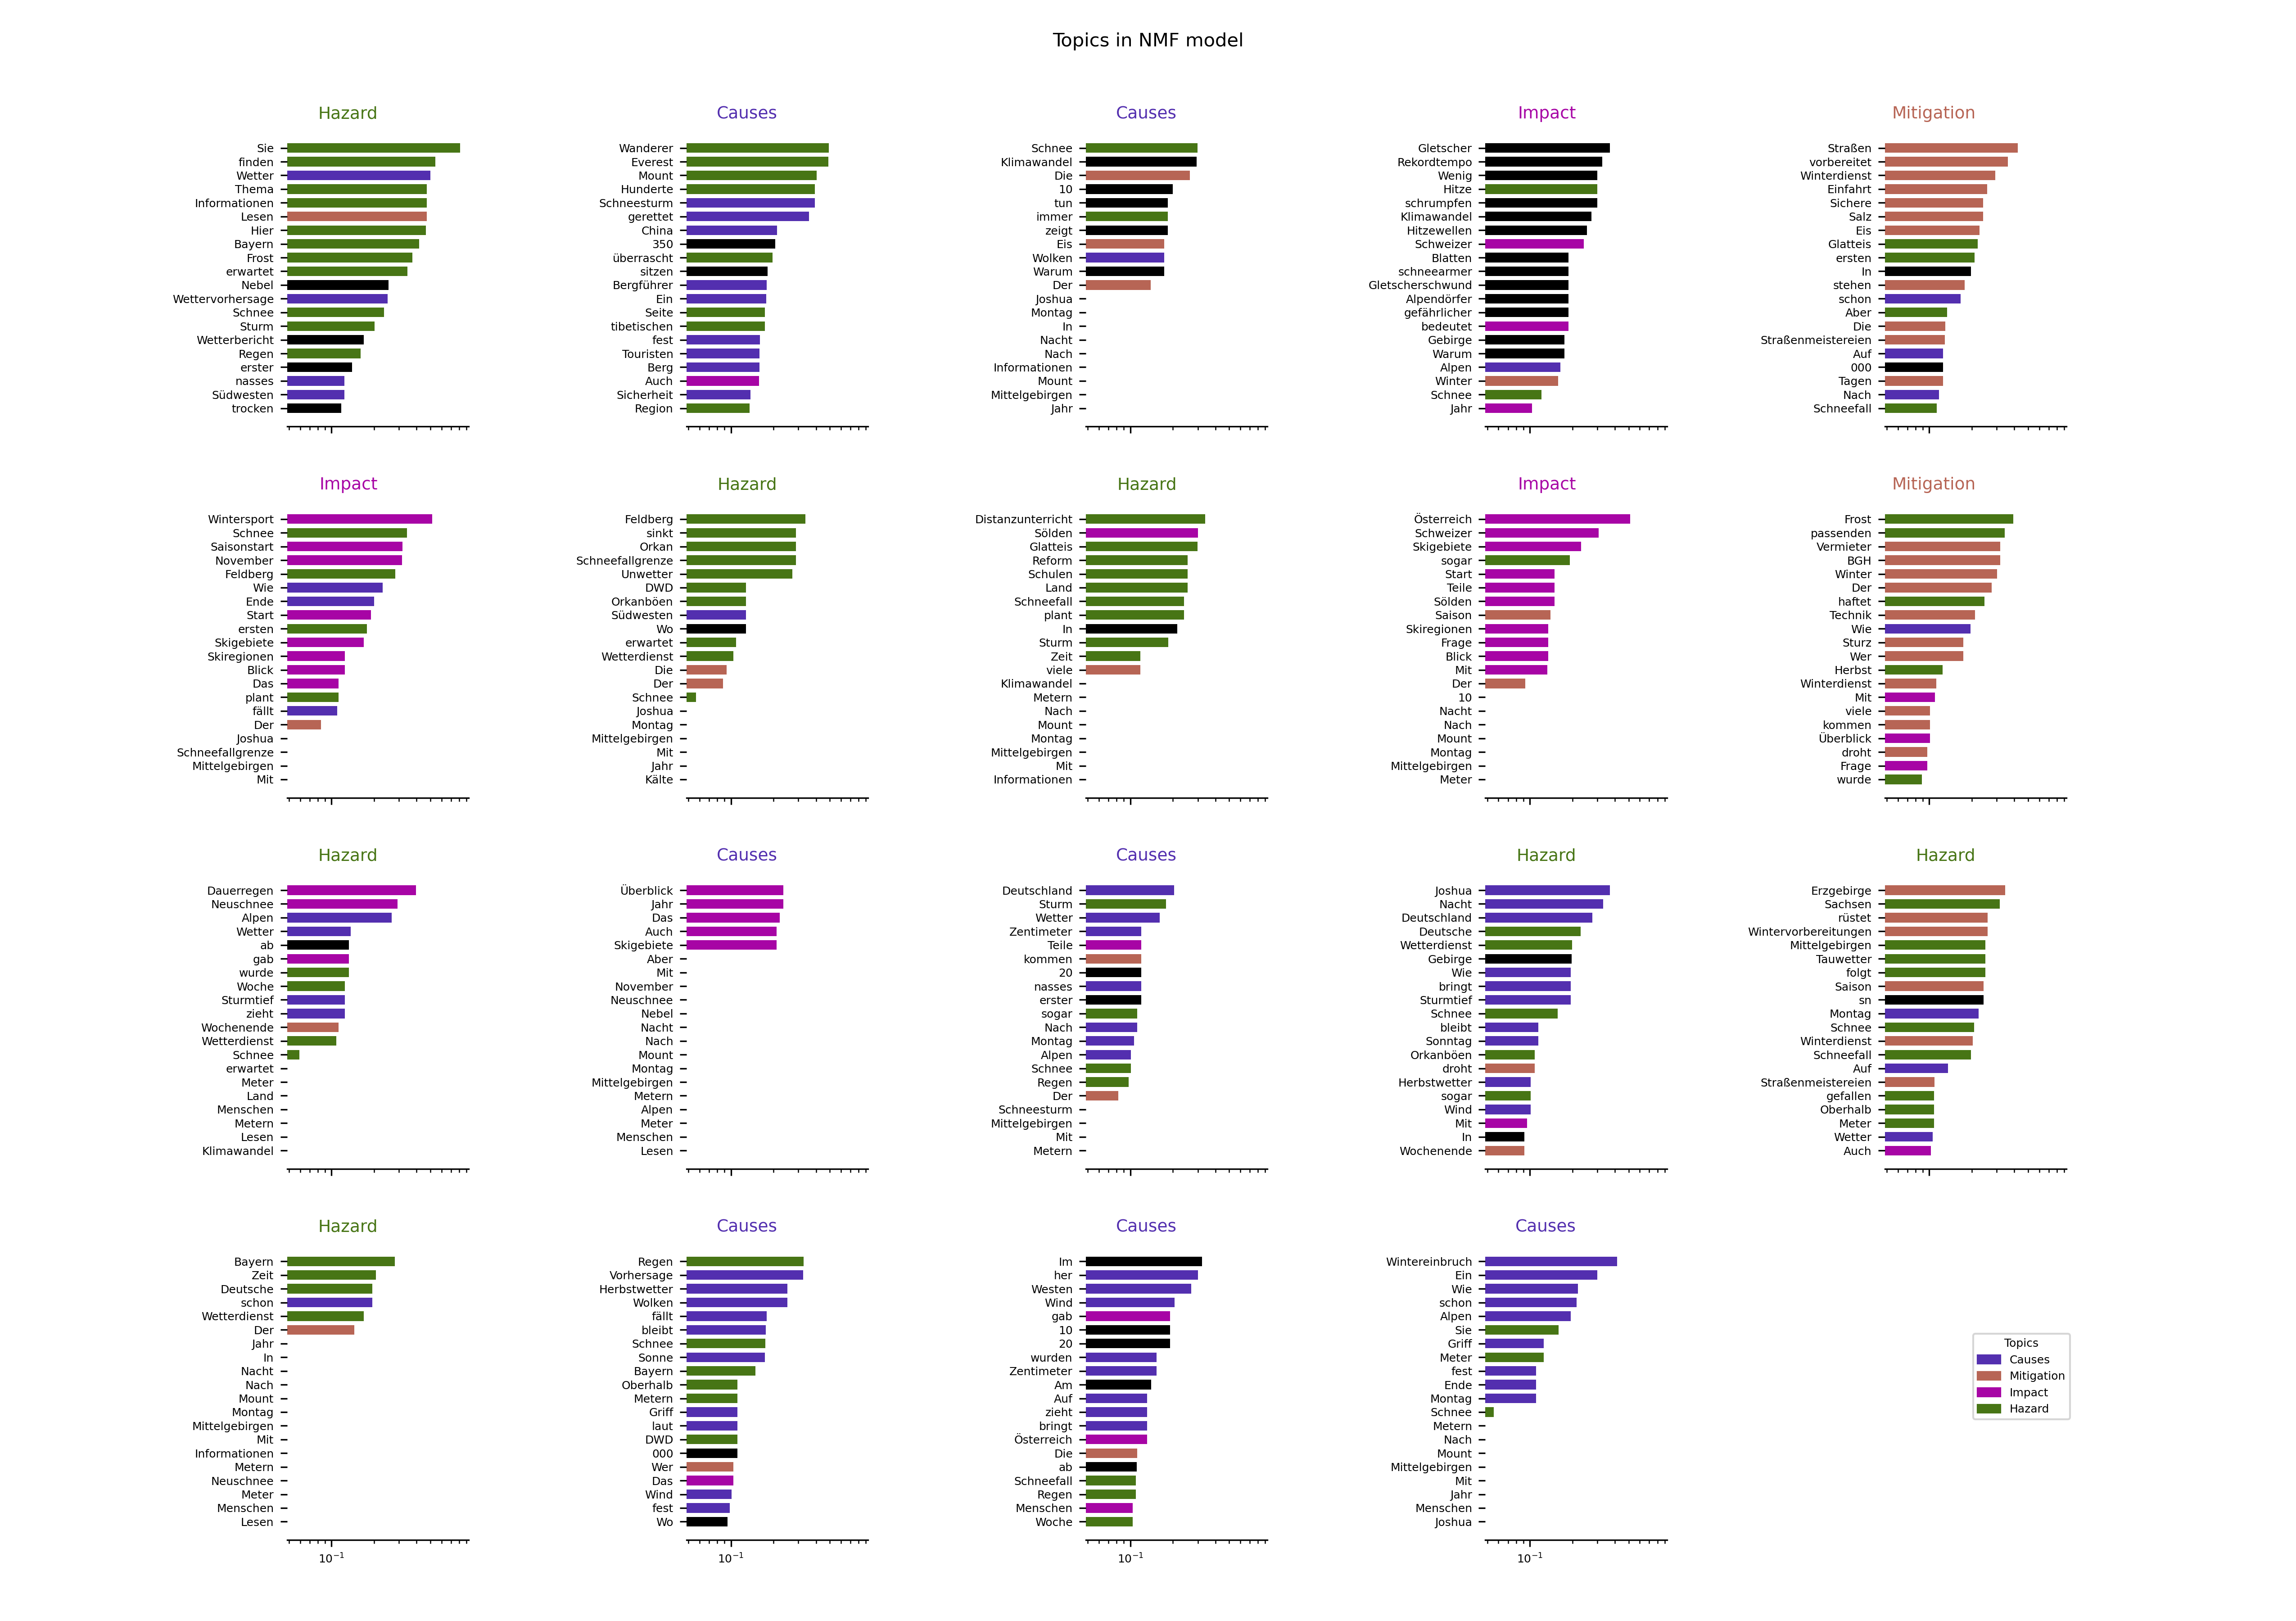 Topics in NMF model
Hazard
Sie
finden
Wetter
Thema
Informationen
Lesen
Hier
Bayern
Frost
erwartet
Nebel
Wettervorhersage
Schnee
Sturm
Wetterbericht
Regen
erster
nasses
Südwesten
trocken
Causes
Wanderer
Everest
Mount
Hunderte
Schneesturm
gerettet
China
350
überrascht
sitzen
Bergführer
Ein
Seite
tibetischen
fest
Touristen
Berg
Auch
Sicherheit
Region
Causes
Schnee
Klimawandel
Die
10
tun
immer
zeigt
Eis
Wolken
Warum
Der
Joshua
Montag
In
Nacht
Nach
Informationen
Mount
Mittelgebirgen
Jahr
Impact
Gletscher
Rekordtempo
Wenig
Hitze
schrumpfen
Klimawandel
Hitzewellen
Schweizer
Blatten
schneearmer
Gletscherschwund
Alpendörfer
gefährlicher
bedeutet
Gebirge
Warum
Alpen
Winter
Schnee
Jahr
Mitigation
Straßen
vorbereitet
Winterdienst
Einfahrt
Sichere
Salz
Eis
Glatteis
ersten
In
stehen
schon
Aber
Die
Straßenmeistereien
Auf
000
Tagen
Nach
Schneefall
Impact
Wintersport
Schnee
Saisonstart
November
Feldberg
Wie
Ende
Start
ersten
Skigebiete
Skiregionen
Blick
Das
plant
fällt
Der
Joshua
Schneefallgrenze
Mittelgebirgen
Mit
Hazard
Feldberg
sinkt
Orkan
Schneefallgrenze
Unwetter
DWD
Orkanböen
Südwesten
Wo
erwartet
Wetterdienst
Die
Der
Schnee
Joshua
Montag
Mittelgebirgen
Mit
Jahr
Kälte
Hazard
Distanzunterricht
Sölden
Glatteis
Reform
Schulen
Land
Schneefall
plant
In
Sturm
Zeit
viele
Klimawandel
Metern
Nach
Mount
Montag
Mittelgebirgen
Mit
Informationen
Impact
Österreich
Schweizer
Skigebiete
sogar
Start
Teile
Sölden
Saison
Skiregionen
Frage
Blick
Mit
Der
10
Nacht
Nach
Mount
Montag
Mittelgebirgen
Meter
Mitigation
Frost
passenden
Vermieter
BGH
Winter
Der
haftet
Technik
Wie
Sturz
Wer
Herbst
Winterdienst
Mit
viele
kommen
Überblick
droht
Frage
wurde
Hazard
Dauerregen
Neuschnee
Alpen
Wetter
ab
gab
wurde
Woche
Sturmtief
zieht
Wochenende
Wetterdienst
Schnee
erwartet
Meter
Land
Menschen
Metern
Lesen
Klimawandel
Causes
Überblick
Jahr
Das
Auch
Skigebiete
Aber
Mit
November
Neuschnee
Nebel
Nacht
Nach
Mount
Montag
Mittelgebirgen
Metern
Alpen
Meter
Menschen
Lesen
Causes
Deutschland
Sturm
Wetter
Zentimeter
Teile
kommen
20
nasses
erster
sogar
Nach
Montag
Alpen
Schnee
Regen
Der
Schneesturm
Mittelgebirgen
Mit
Metern
Hazard
Joshua
Nacht
Deutschland
Deutsche
Wetterdienst
Gebirge
Wie
bringt
Sturmtief
Schnee
bleibt
Sonntag
Orkanböen
droht
Herbstwetter
sogar
Wind
Mit
In
Wochenende
Hazard
Erzgebirge
Sachsen
rüstet
Wintervorbereitungen
Mittelgebirgen
Tauwetter
folgt
Saison
sn
Montag
Schnee
Winterdienst
Schneefall
Auf
Straßenmeistereien
gefallen
Oberhalb
Meter
Wetter
Auch
Hazard
Bayern
Zeit
Deutsche
schon
Wetterdienst
Der
Jahr
In
Nacht
Nach
Mount
Montag
Mittelgebirgen
Mit
Informationen
Metern
Neuschnee
Meter
Menschen
Lesen
10⁻¹
Causes
Regen
Vorhersage
Herbstwetter
Wolken
fällt
bleibt
Schnee
Sonne
Bayern
Oberhalb
Metern
Griff
laut
DWD
000
Wer
Das
Wind
fest
Wo
10⁻¹
Causes
Im
her
Westen
Wind
gab
10
20
wurden
Zentimeter
Am
Auf
zieht
bringt
Österreich
Die
ab
Schneefall
Regen
Menschen
Woche
10⁻¹
Causes
Wintereinbruch
Ein
Wie
schon
Alpen
Sie
Griff
Meter
fest
Ende
Montag
Schnee
Metern
Nach
Mount
Mittelgebirgen
Mit
Jahr
Menschen
Joshua
10⁻¹
Topics
Causes
Mitigation
Impact
Hazard